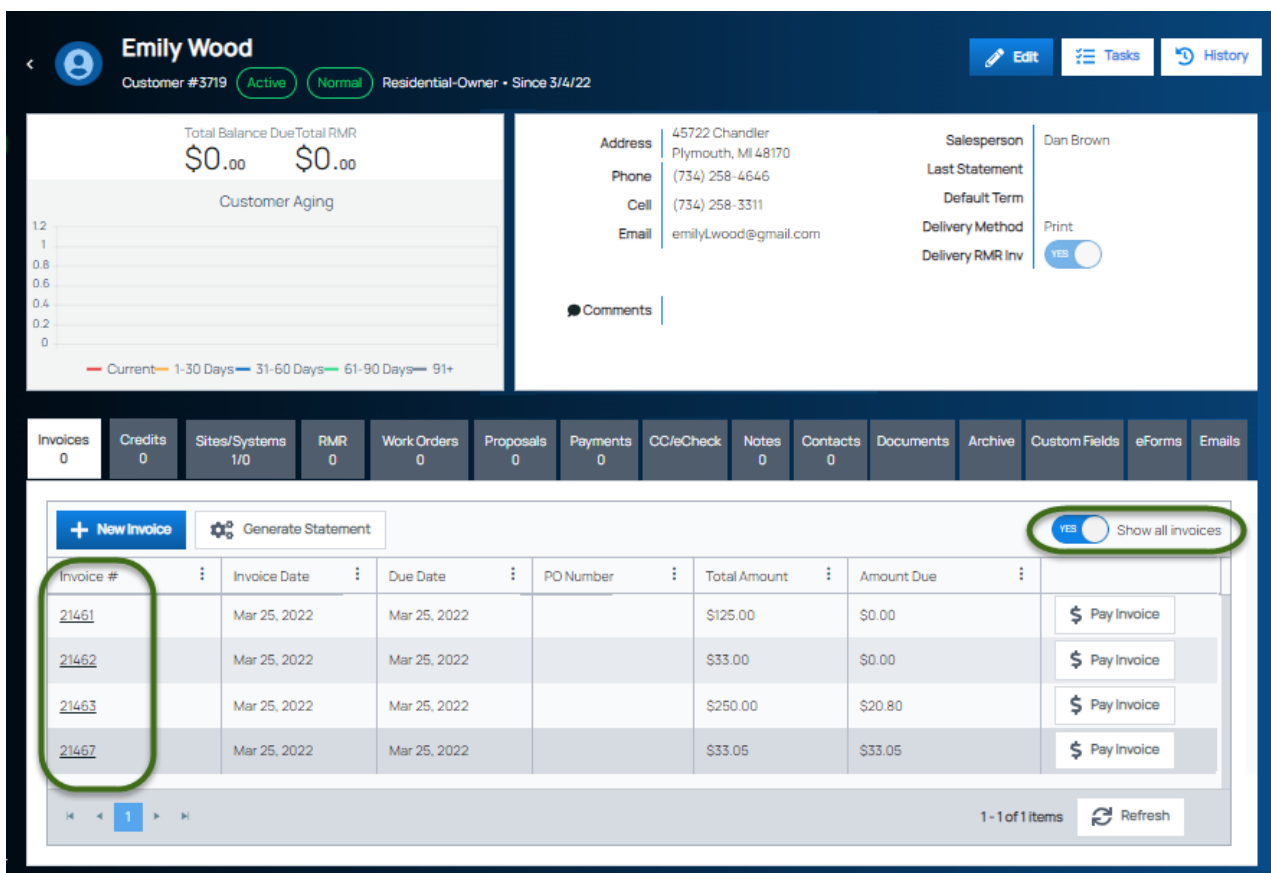 Emily Wood
Customer #3719 Active Normal Residential-Owner • Since 3/4/22
Edit
Tasks
History
Total Balance Due Total RMR
$0.00 $0.00
Customer Aging
1.2
1
0.8
0.6
0.4
0.2
0
Current 1-30 Days 31-60 Days 61-90 Days 91+
Address 45722 Chandler
Plymouth, MI 48170
Phone (734) 258-4646
Cell (734) 258-3311
Email emilyLwood@gmail.com
Comments
Salesperson Dan Brown
Last Statement
Default Term
Delivery Method Print
Delivery RMR Inv YES
Invoices Credits Sites/Systems RMR Work Orders Proposals Payments CC/eCheck Notes Contacts Documents Archive Custom Fields eForms Emails
0 0 1/0 0 0 0 0 0 0
New Invoice Generate Statement YES Show all invoices
Invoice # Invoice Date Due Date PO Number Total Amount Amount Due
21461 Mar 25, 2022 Mar 25, 2022 $125.00 $0.00 $ Pay Invoice
21462 Mar 25, 2022 Mar 25, 2022 $33.00 $0.00 $ Pay Invoice
21463 Mar 25, 2022 Mar 25, 2022 $250.00 $20.80 $ Pay Invoice
21467 Mar 25, 2022 Mar 25, 2022 $33.05 $33.05 $ Pay Invoice
1 1 - 1 of 1 items Refresh